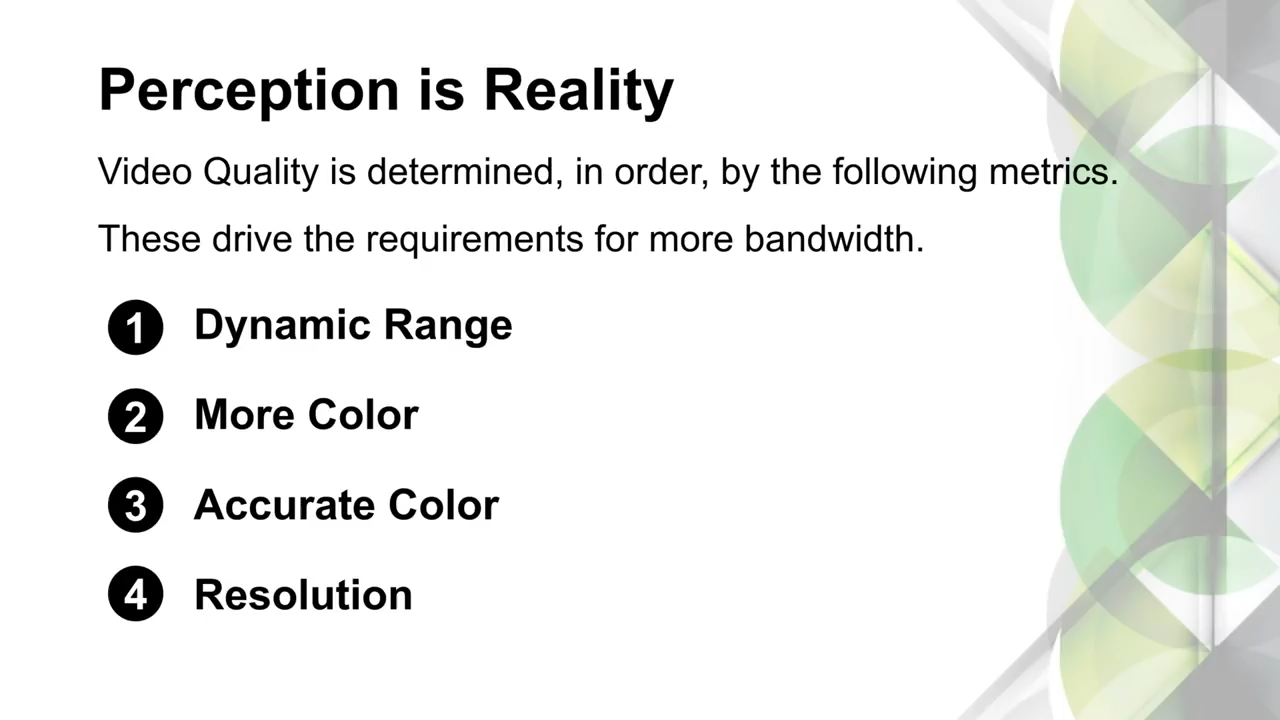 Perception is Reality
Video Quality is determined, in order, by the following metrics.
These drive the requirements for more bandwidth.
1 Dynamic Range
2 More Color
3 Accurate Color
4 Resolution